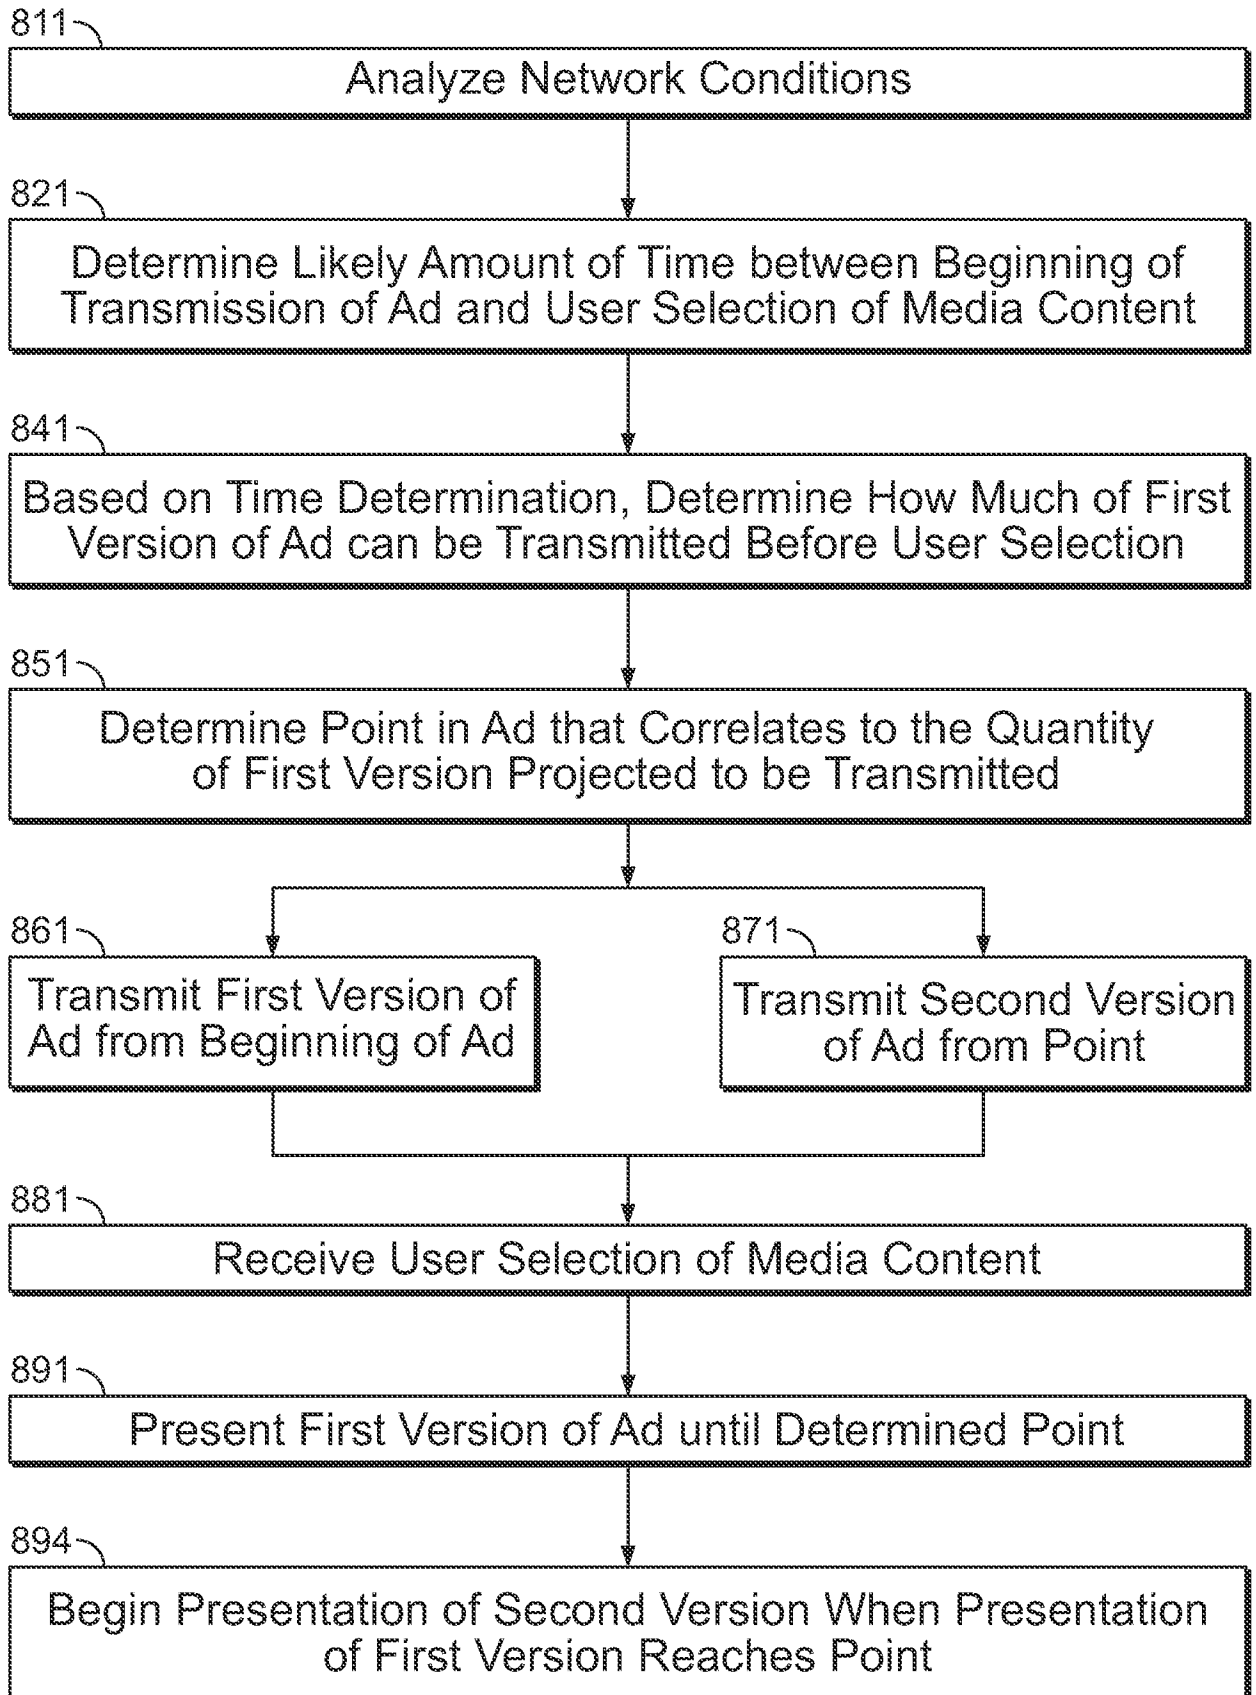 811
Analyze Network Conditions
821
Determine Likely Amount of Time between Beginning of
Transmission of Ad and User Selection of Media Content
841
Based on Time Determination, Determine How Much of First
Version of Ad can be Transmitted Before User Selection
851
Determine Point in Ad that Correlates to the Quantity
of First Version Projected to be Transmitted
861
Transmit First Version of
Ad from Beginning of Ad
871
Transmit Second Version
of Ad from Point
881
Receive User Selection of Media Content
891
Present First Version of Ad until Determined Point
894
Begin Presentation of Second Version When Presentation
of First Version Reaches Point